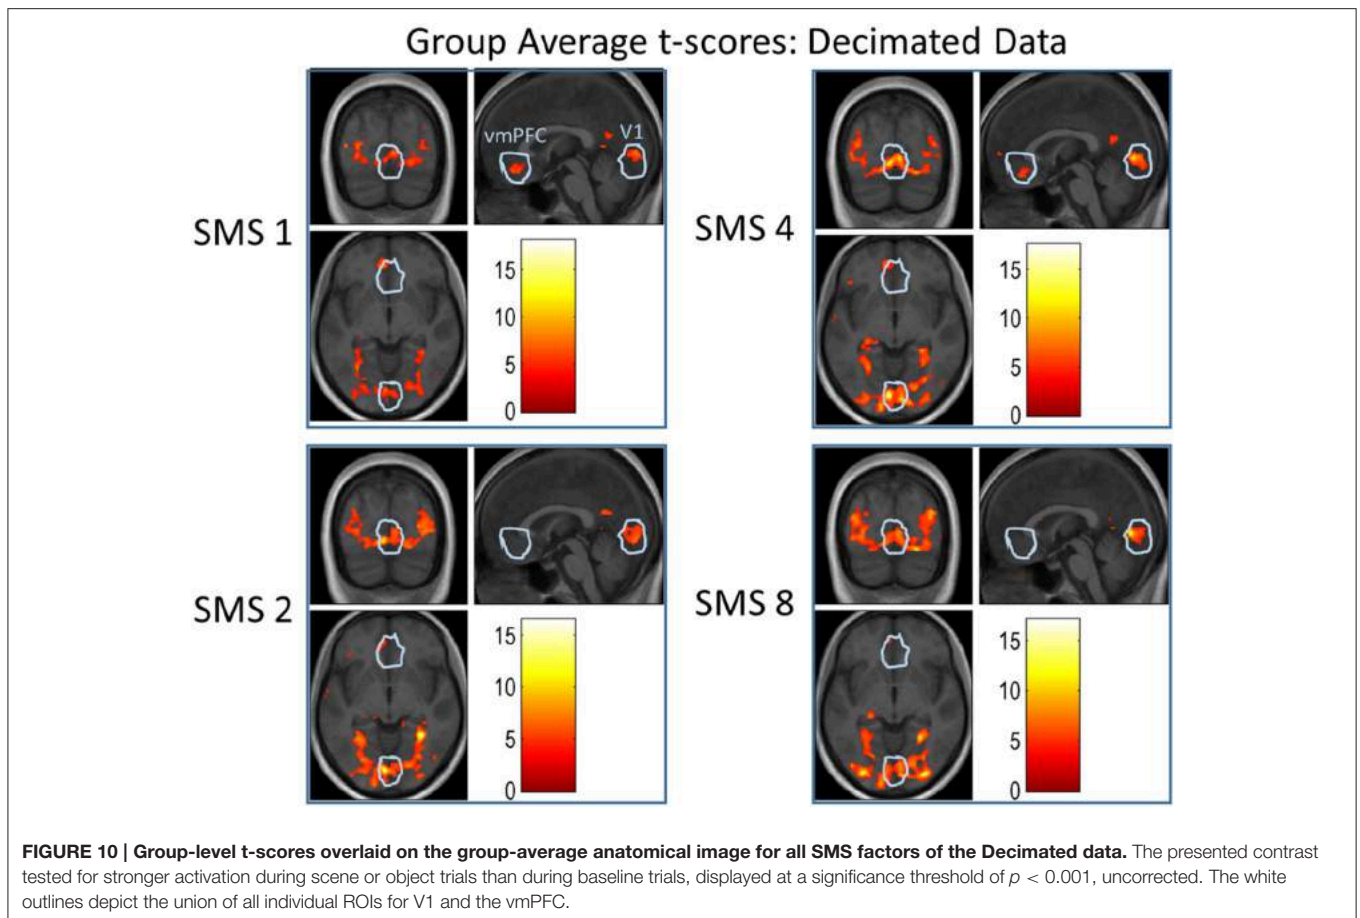 Group Average t-scores: Decimated Data
SMS 1
vmPFC
V1
15
10
5
0
SMS 4
15
10
5
0
SMS 2
15
10
5
0
SMS 8
15
10
5
0
FIGURE 10 | Group-level t-scores overlaid on the group-average anatomical image for all SMS factors of the Decimated data. The presented contrast
tested for stronger activation during scene or object trials than during baseline trials, displayed at a significance threshold of p < 0.001, uncorrected. The white
outlines depict the union of all individual ROIs for V1 and the vmPFC.